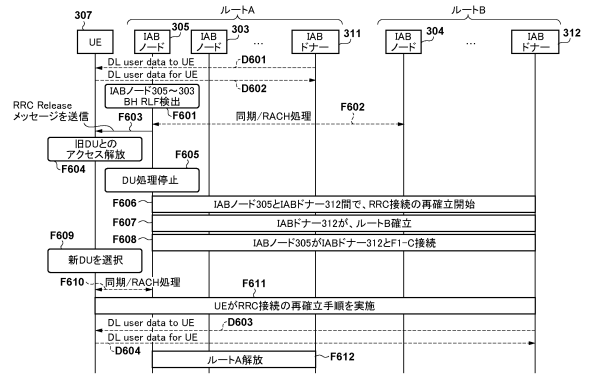 ルートA
ルートB
307
305
303
311
304
312
UE
IAB
ノード
IAB
ノード
…
IAB
ドナー
IAB
ノード
…
IAB
ドナー
DL user data to UE
D601
DL user data for UE
D602
IABノード305～303
BH RLF検出
F601
同期/RACH処理
F602
RRC Release
メッセージを送信
F603
旧DUとの
アクセス解放
F604
F605
DU処理停止
F606
IABノード305とIABドナー312間で、RRC接続の再確立開始
F607
IABドナー312が、ルートB確立
F608
IABノード305がIABドナー312とF1-C接続
F609
新DUを選択
F610
同期/RACH処理
F611
UEがRRC接続の再確立手順を実施
DL user data to UE
D603
DL user data for UE
D604
ルートA解放
F612